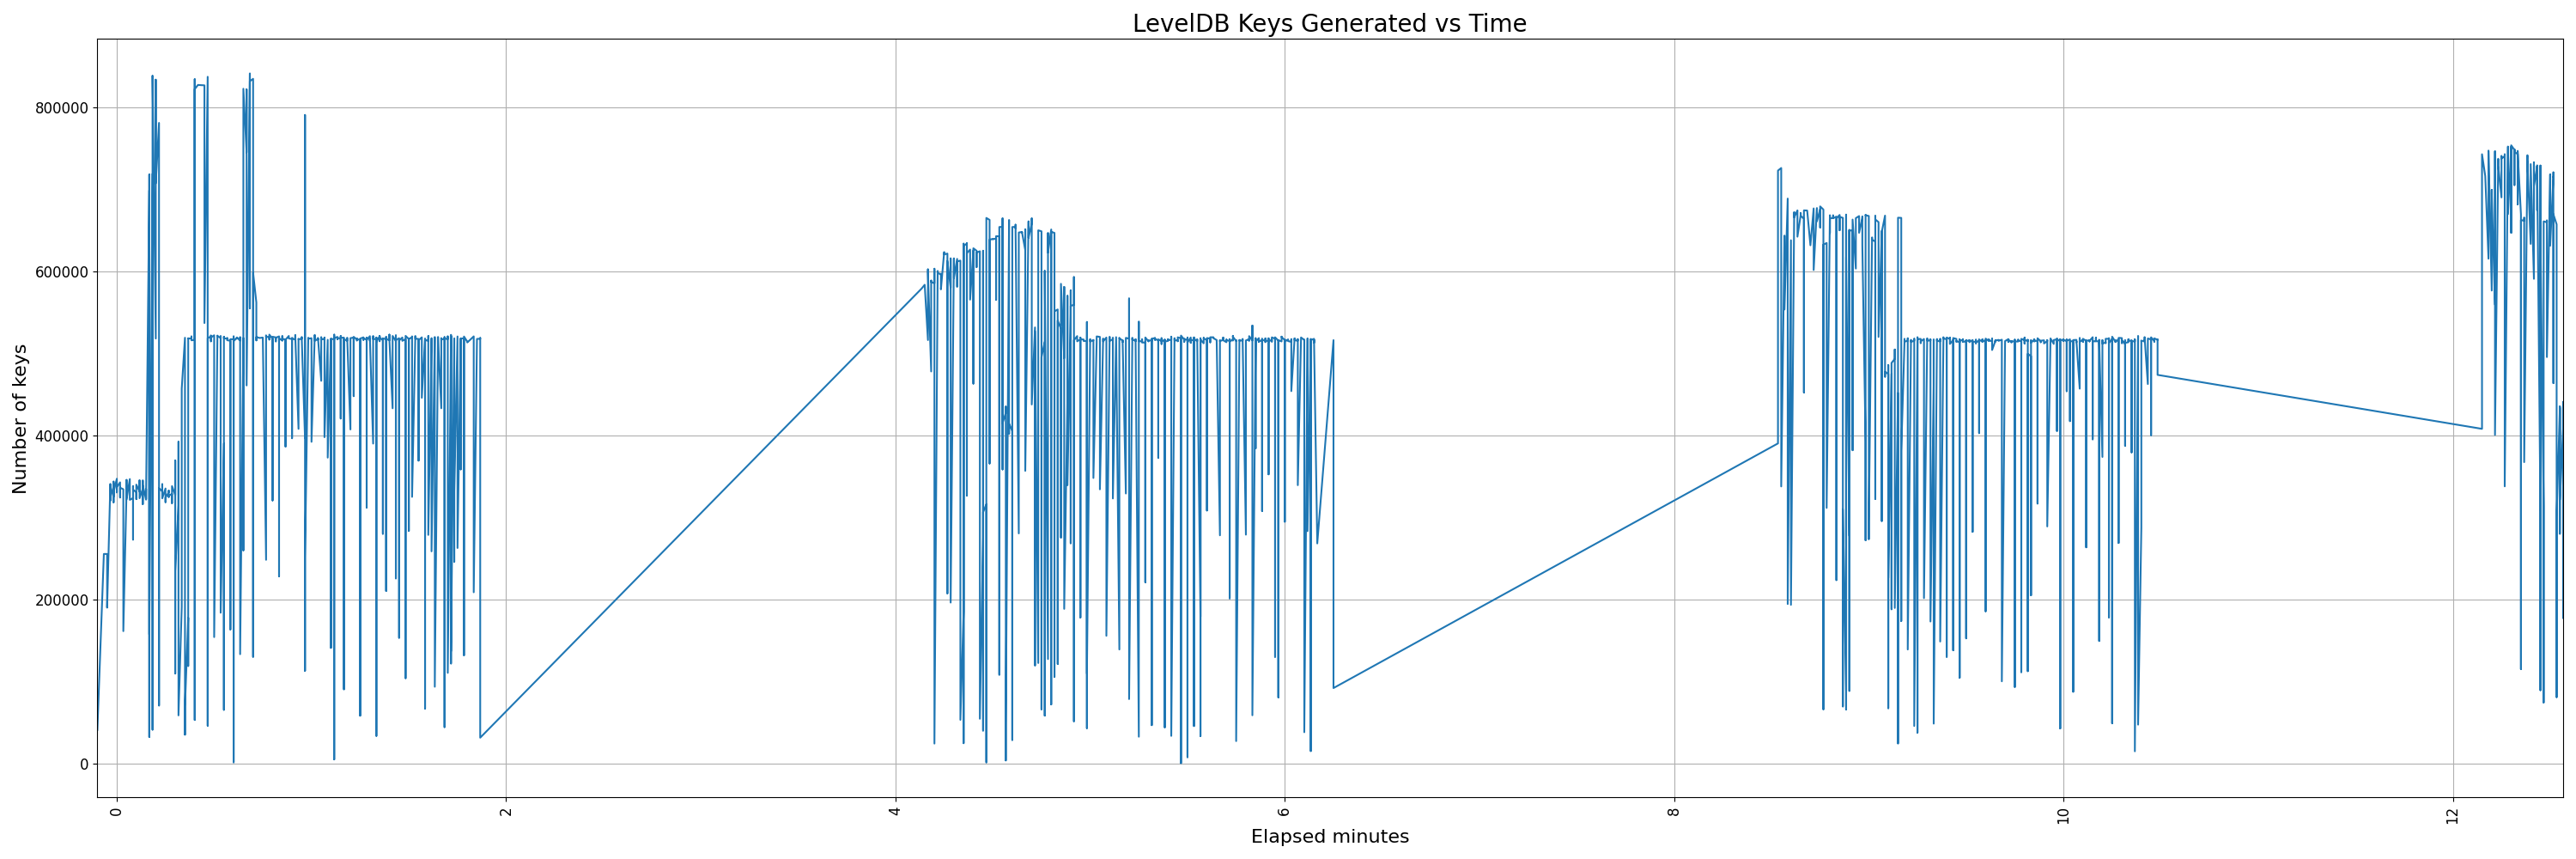 LevelDB Keys Generated vs Time
Number of keys
800000
600000
400000
200000
0
0 2 4 6 8 10 12
Elapsed minutes